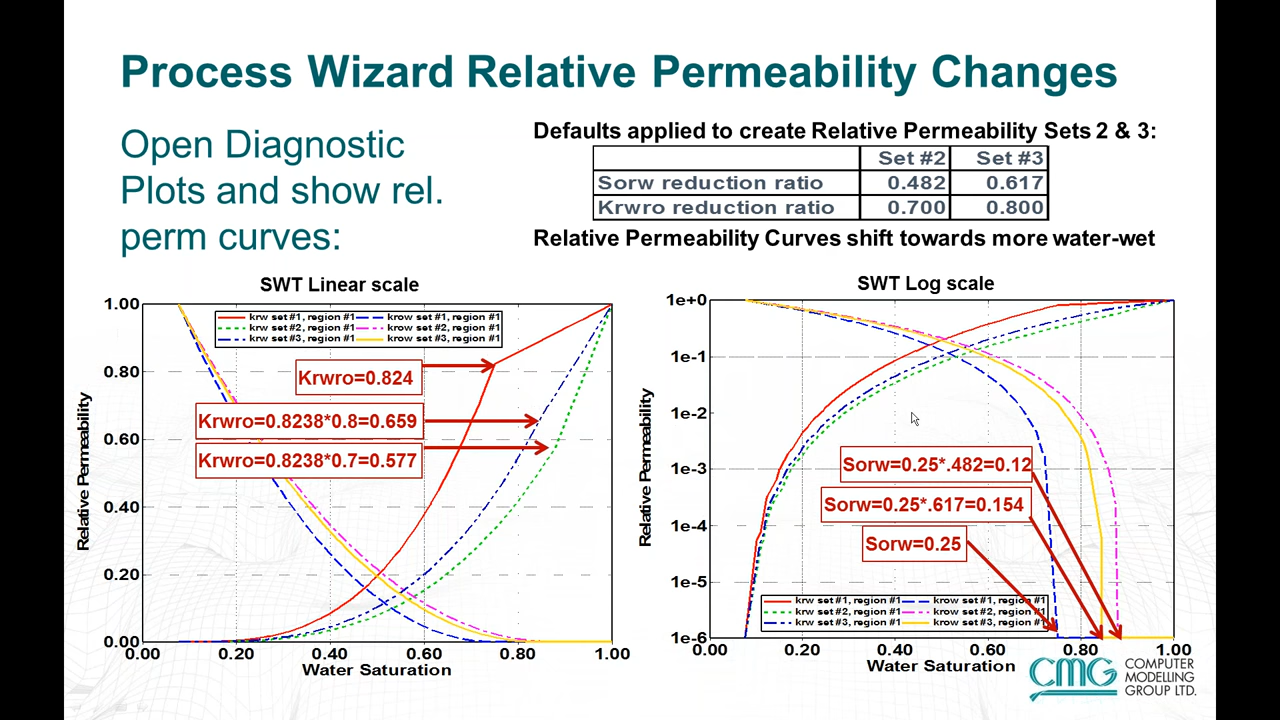 Process Wizard Relative Permeability Changes
Open Diagnostic
Plots and show rel.
perm curves:
Defaults applied to create Relative Permeability Sets 2 & 3:
Set #2 Set #3
Sorw reduction ratio 0.482 0.617
Krwro reduction ratio 0.700 0.800
Relative Permeability Curves shift towards more water-wet
SWT Linear scale
1.00
0.80
0.60
0.40
0.20
0.00
Relative Permeability
krw set #1, region #1 krow set #1, region #1
krw set #2, region #1 krow set #2, region #1
krw set #3, region #1 krow set #3, region #1
Krwro=0.824
Krwro=0.8238*0.8=0.659
Krwro=0.8238*0.7=0.577
0.00 0.20 0.40 0.60 0.80 1.00
Water Saturation
SWT Log scale
1e+0
1e-1
1e-2
1e-3
1e-4
1e-5
1e-6
Relative Permeability
Sorw=0.25*.482=0.12
Sorw=0.25*.617=0.154
Sorw=0.25
krw set #1, region #1 krow set #1, region #1
krw set #2, region #1 krow set #2, region #1
krw set #3, region #1 krow set #3, region #1
0.00 0.20 0.40 0.60 0.80 1.00
Water Saturation
CMG
COMPUTER
MODELLING
GROUP LTD.